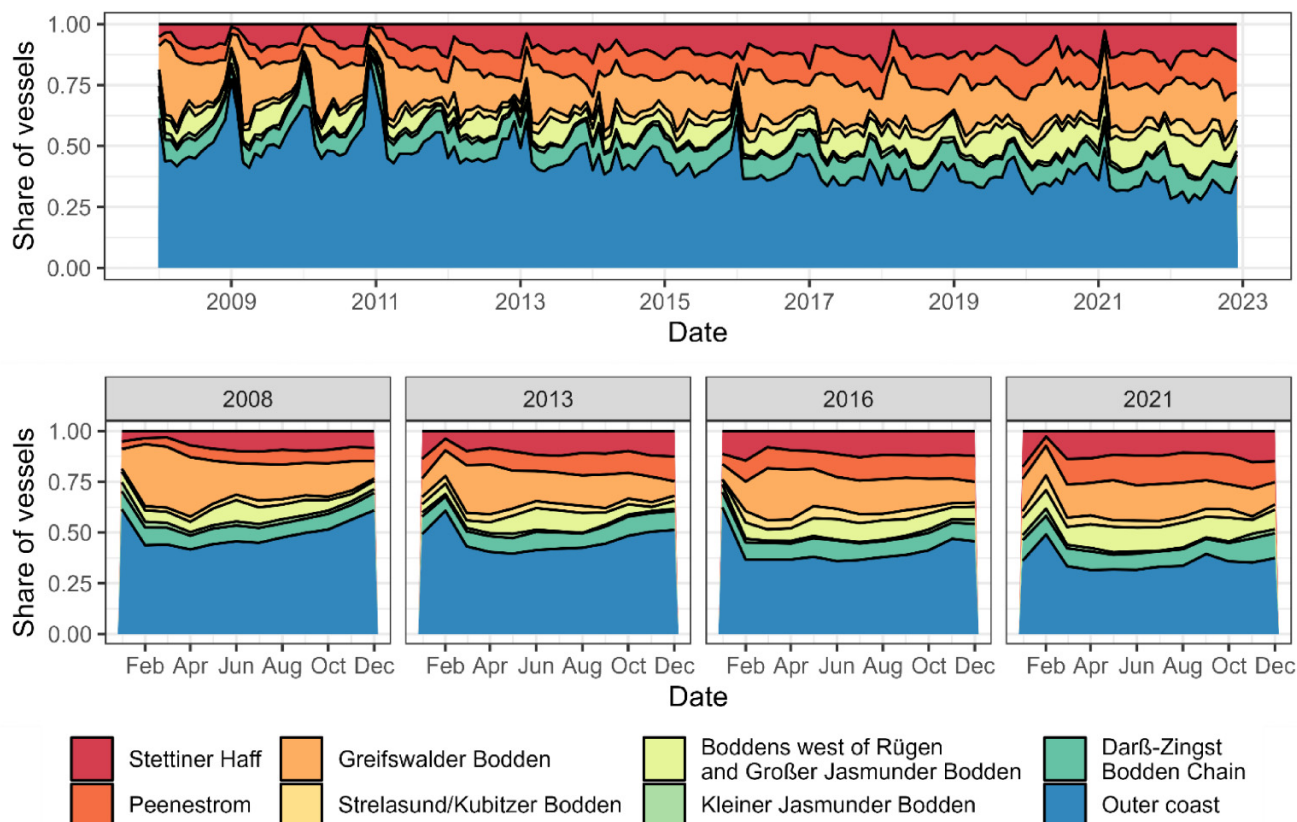 Share of vessels
1.00
0.75
0.50
0.25
0.00
2009 2011 2013 2015 2017 2019 2021 2023
Date
2008 2013 2016 2021
Share of vessels
1.00
0.75
0.50
0.25
0.00
Feb Apr Jun Aug Oct Dec Feb Apr Jun Aug Oct Dec Feb Apr Jun Aug Oct Dec Feb Apr Jun Aug Oct Dec
Date
Stettiner Haff
Peenestrom
Greifswalder Bodden
Strelasund/Kubitzer Bodden
Boddens west of Rügen
and Großer Jasmunder Bodden
Kleiner Jasmunder Bodden
Darß-Zingst
Bodden Chain
Outer coast